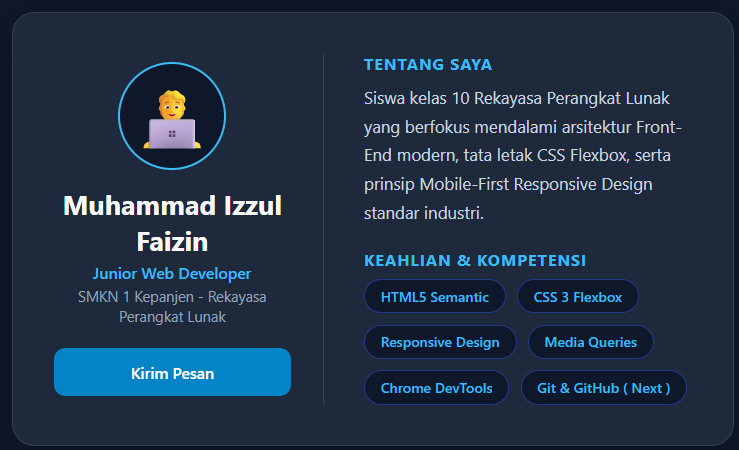 Muhammad Izzul
Faizin
Junior Web Developer
SMKN 1 Kepanjen - Rekayasa
Perangkat Lunak
Kirim Pesan
TENTANG SAYA
Siswa kelas 10 Rekayasa Perangkat Lunak
yang berfokus mendalami arsitektur Front-
End modern, tata letak CSS Flexbox, serta
prinsip Mobile-First Responsive Design
standar industri.
KEAHLIAN & KOMPETENSI
HTML5 Semantic
CSS 3 Flexbox
Responsive Design
Media Queries
Chrome DevTools
Git & GitHub ( Next )